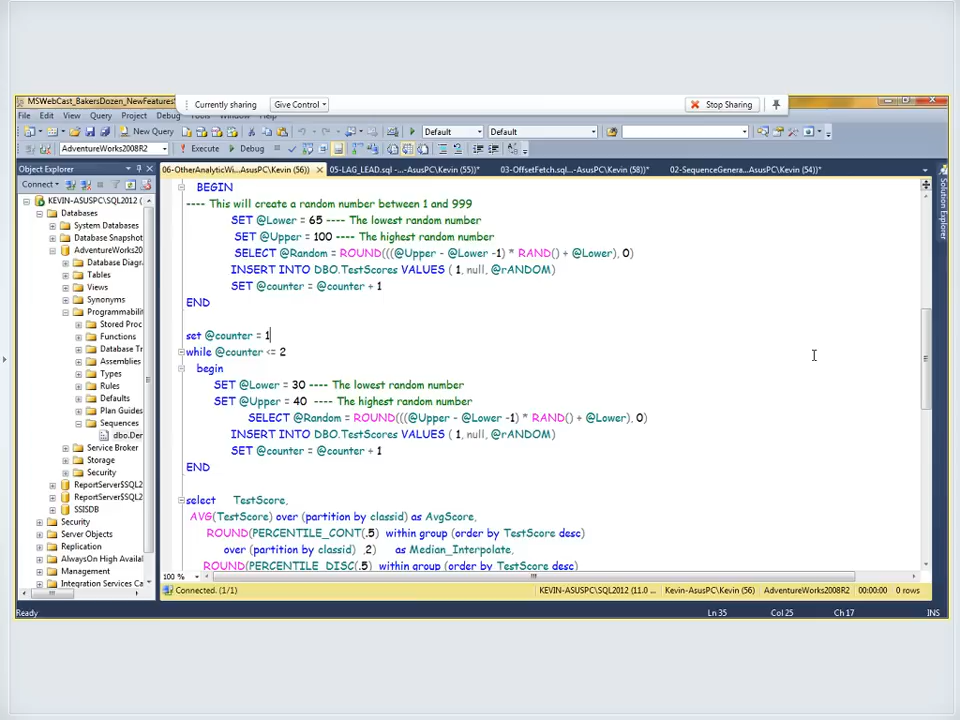 MSWebCast_BakersDozen_NewFeatures
Currently sharing
Give Control
Stop Sharing
File Edit View Query Project Debug Tools Window Help
New Query
Default
Default
AdventureWorks2008R2
Execute
Debug
Object Explorer
06-OtherAnalyticWi...AsusPC\Kevin (56))
05-LAG_LEAD.sql -...-AsusPC\Kevin (55))*
03-OffsetFetch.sql...AsusPC\Kevin (58))*
02-SequenceGenera...AsusPC\Kevin (54))*
Solution Explorer
Connect
KEVIN-ASUSPC\SQL2012 (
Databases
System Databases
Database Snapshot
AdventureWorks20
Database Diagr
Tables
Views
Synonyms
Programmabili
Stored Proc
Functions
Database Tr
Assemblies
Types
Rules
Defaults
Plan Guides
Sequences
dbo.Der
Service Broker
Storage
Security
ReportServer$SQL2
ReportServer$SQL2
SSISDB
Security
Server Objects
Replication
AlwaysOn High Availal
Management
Integration Services Ca
BEGIN
---- This will create a random number between 1 and 999
SET @Lower = 65 ---- The lowest random number
SET @Upper = 100 ---- The highest random number
SELECT @Random = ROUND(((@Upper - @Lower -1) * RAND() + @Lower), 0)
INSERT INTO DBO.TestScores VALUES ( 1, null, @rANDOM)
SET @counter = @counter + 1
END
set @counter = 1
while @counter <= 2
begin
SET @Lower = 30 ---- The lowest random number
SET @Upper = 40 ---- The highest random number
SELECT @Random = ROUND(((@Upper - @Lower -1) * RAND() + @Lower), 0)
INSERT INTO DBO.TestScores VALUES ( 1, null, @rANDOM)
SET @counter = @counter + 1
END
select TestScore,
AVG(TestScore) over (partition by classid) as AvgScore,
ROUND(PERCENTILE_CONT(.5) within group (order by TestScore desc)
over (partition by classid) ,2) as Median_Interpolate,
ROUND(PERCENTILE_DISC(.5) within group (order by TestScore desc)
100 %
Connected. (1/1)
KEVIN-ASUSPC\SQL2012 (11.0 ...
Kevin-AsusPC\Kevin (56)
AdventureWorks2008R2
00:00:00
0 rows
Ready
Ln 35
Col 25
Ch 17
INS